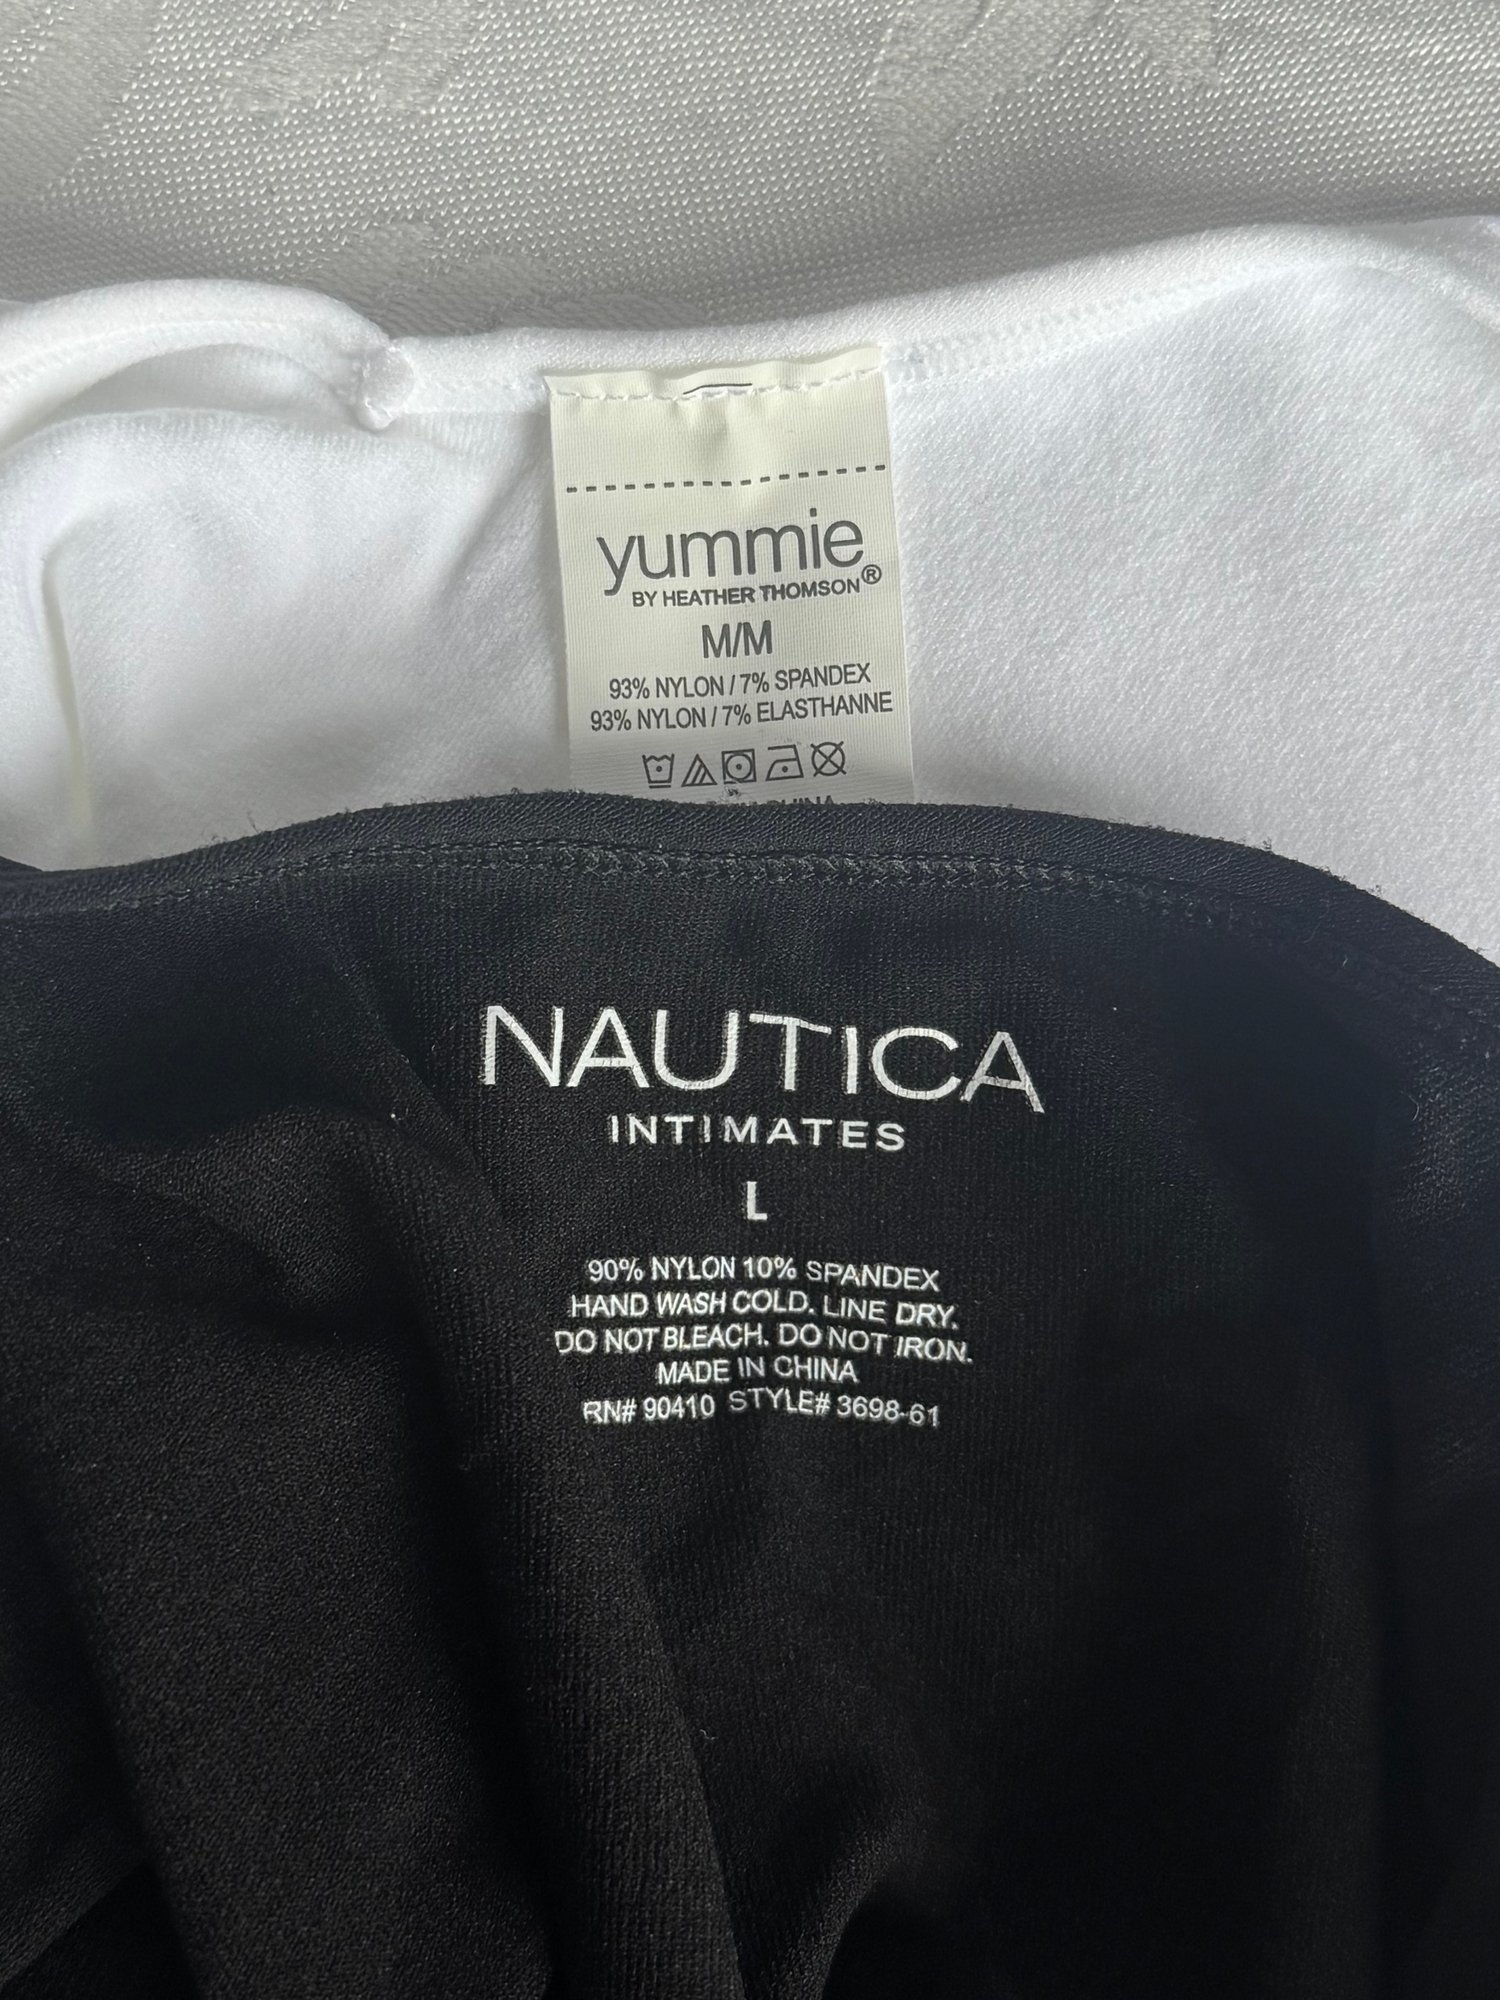 yummie®
BY HEATHER THOMSON
M/M
93% NYLON / 7% SPANDEX
93% NYLON / 7% ELASTHANNE
NAUTICA
INTIMATES
L
90% NYLON 10% SPANDEX
HAND WASH COLD. LINE DRY.
DO NOT BLEACH. DO NOT IRON.
MADE IN CHINA
RN# 90410 STYLE# 3698-61